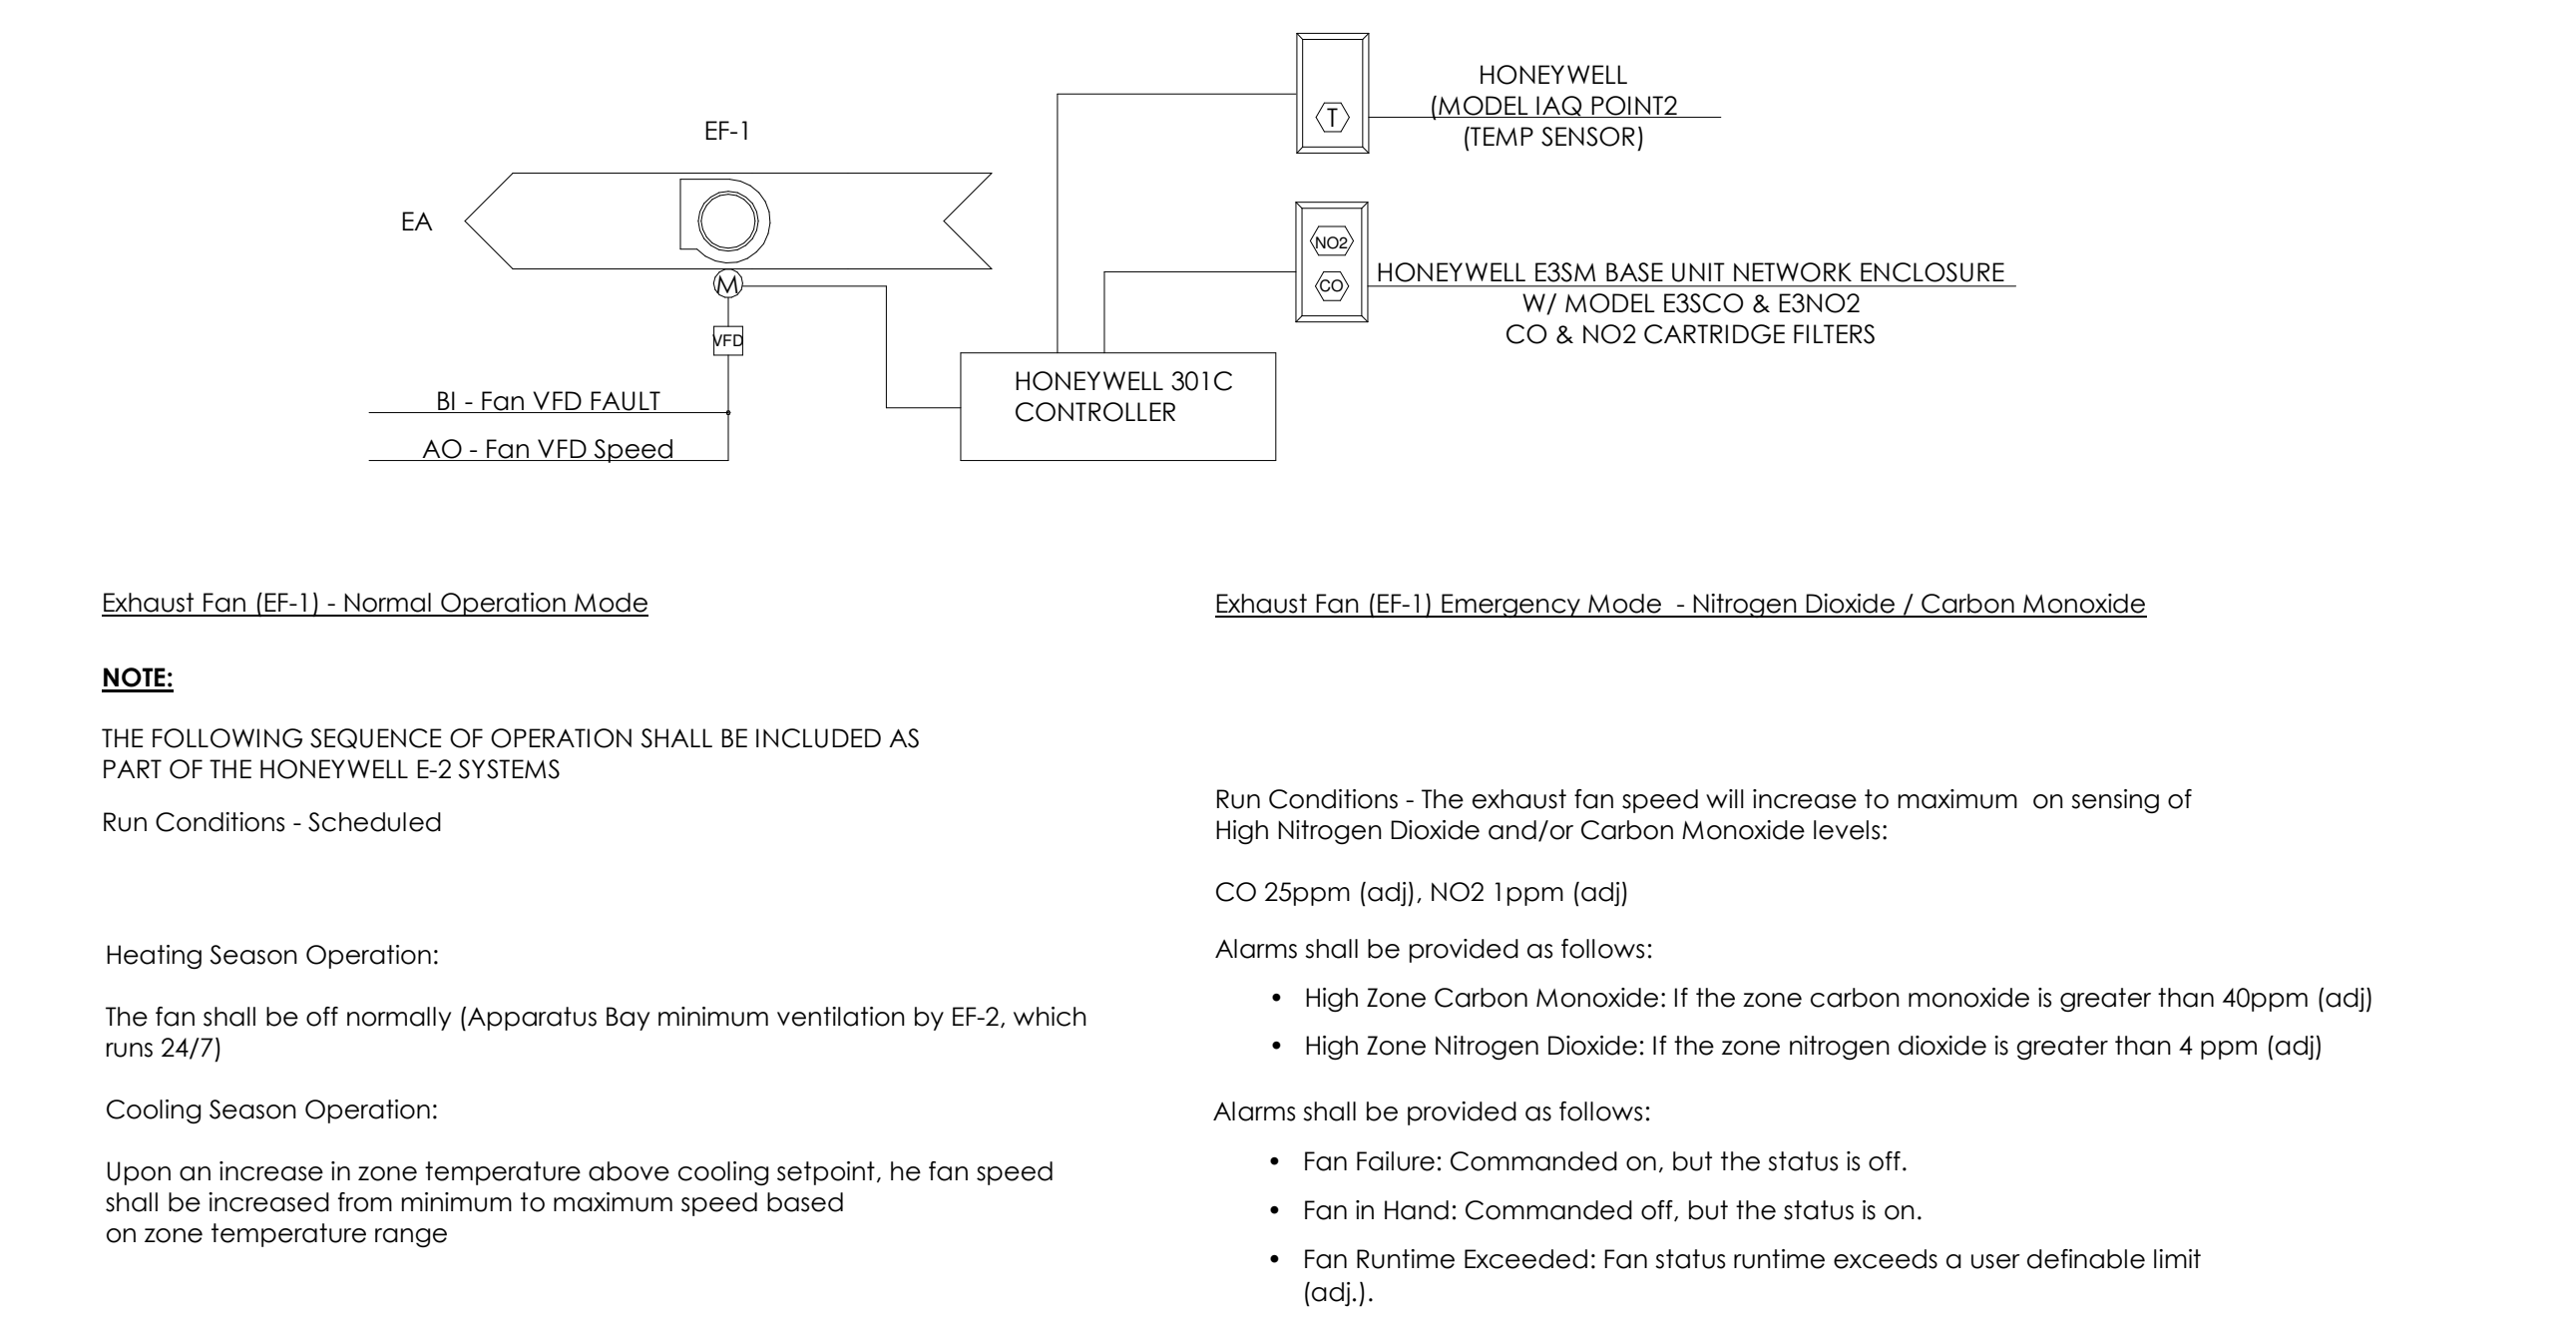 EF-1
EA
M
VFD
BI - Fan VFD FAULT
AO - Fan VFD Speed
HONEYWELL 301C
CONTROLLER
T
HONEYWELL
(MODEL IAQ POINT2
(TEMP SENSOR)
NO2
CO
HONEYWELL E3SM BASE UNIT NETWORK ENCLOSURE
W/ MODEL E3SCO & E3NO2
CO & NO2 CARTRIDGE FILTERS
Exhaust Fan (EF-1) - Normal Operation Mode
NOTE:
THE FOLLOWING SEQUENCE OF OPERATION SHALL BE INCLUDED AS
PART OF THE HONEYWELL E-2 SYSTEMS
Run Conditions - Scheduled
Heating Season Operation:
The fan shall be off normally (Apparatus Bay minimum ventilation by EF-2, which
runs 24/7)
Cooling Season Operation:
Upon an increase in zone temperature above cooling setpoint, he fan speed
shall be increased from minimum to maximum speed based
on zone temperature range
Exhaust Fan (EF-1) Emergency Mode  - Nitrogen Dioxide / Carbon Monoxide
Run Conditions - The exhaust fan speed will increase to maximum  on sensing of
High Nitrogen Dioxide and/or Carbon Monoxide levels:
CO 25ppm (adj), NO2 1ppm (adj)
Alarms shall be provided as follows:
• High Zone Carbon Monoxide: If the zone carbon monoxide is greater than 40ppm (adj)
• High Zone Nitrogen Dioxide: If the zone nitrogen dioxide is greater than 4 ppm (adj)
Alarms shall be provided as follows:
• Fan Failure: Commanded on, but the status is off.
• Fan in Hand: Commanded off, but the status is on.
• Fan Runtime Exceeded: Fan status runtime exceeds a user definable limit
(adj.).